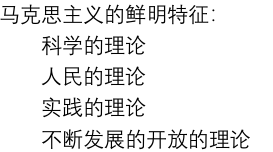 马克思主义的鲜明特征：
科学的理论
人民的理论
实践的理论
不断发展的开放的理论